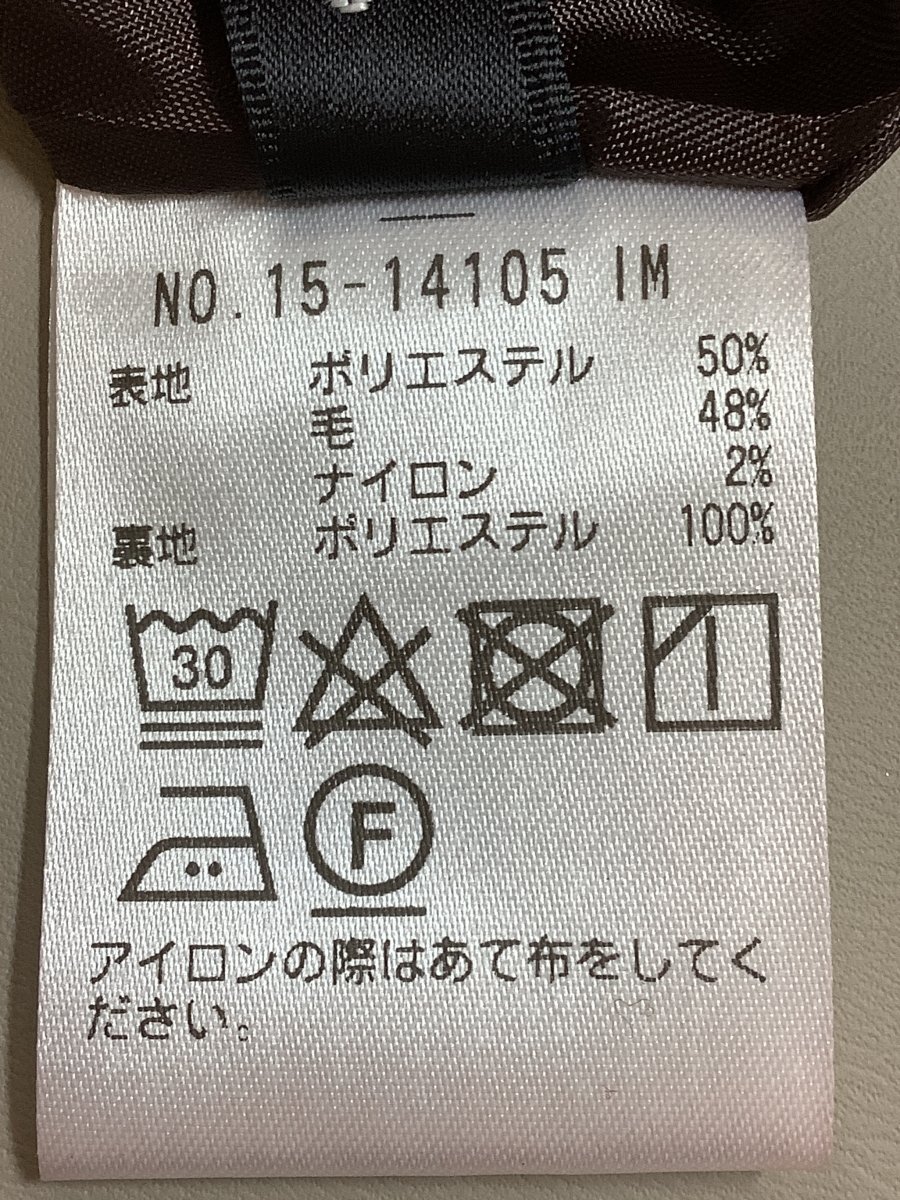 NO.15-14105 IM
表地 ポリエステル 50%
毛 48%
ナイロン 2%
裏地 ポリエステル 100%
30
F
アイロンの際はあて布をしてく
ださい。